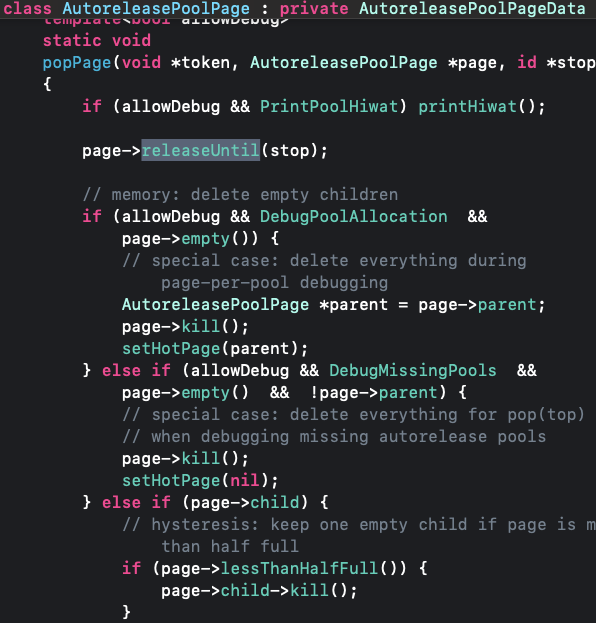 class AutoreleasePoolPage : private AutoreleasePoolPageData
template<bool allowDebug>
static void
popPage(void *token, AutoreleasePoolPage *page, id *stop
{
if (allowDebug && PrintPoolHiwat) printHiwat();
page->releaseUntil(stop);
// memory: delete empty children
if (allowDebug && DebugPoolAllocation  &&
page->empty()) {
// special case: delete everything during
page-per-pool debugging
AutoreleasePoolPage *parent = page->parent;
page->kill();
setHotPage(parent);
} else if (allowDebug && DebugMissingPools  &&
page->empty()  &&  !page->parent) {
// special case: delete everything for pop(top)
// when debugging missing autorelease pools
page->kill();
setHotPage(nil);
} else if (page->child) {
// hysteresis: keep one empty child if page is
than half full
if (page->lessThanHalfFull()) {
page->child->kill();
}